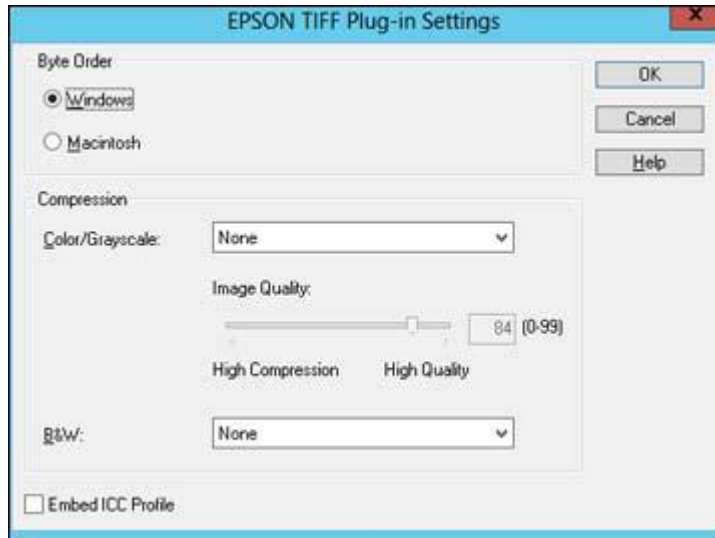 EPSON TIFF Plug-in Settings
x
Byte Order
Windows
Macintosh
OK
Cancel
Help
Compression
Color/Grayscale: None
Image Quality:
84 (0-99)
High Compression High Quality
B&W: None
Embed ICC Profile